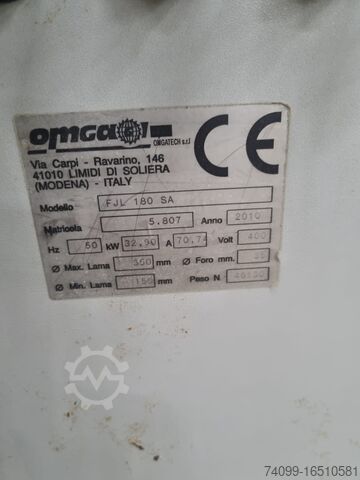 omga
OMGATECH s.r.l
CE
Via Carpi - Ravarino, 146
41010 LIMIDI DI SOLIERA
(MODENA) - ITALY
Modello FJL 180 SA
Matricola 5.807 Anno 2010
Hz 50 kW 32,90 A 70,74 Volt 400
Ø Max. Lama 350 mm Ø Foro mm.
Ø Min. Lama 150 mm Peso N
74099-16510581